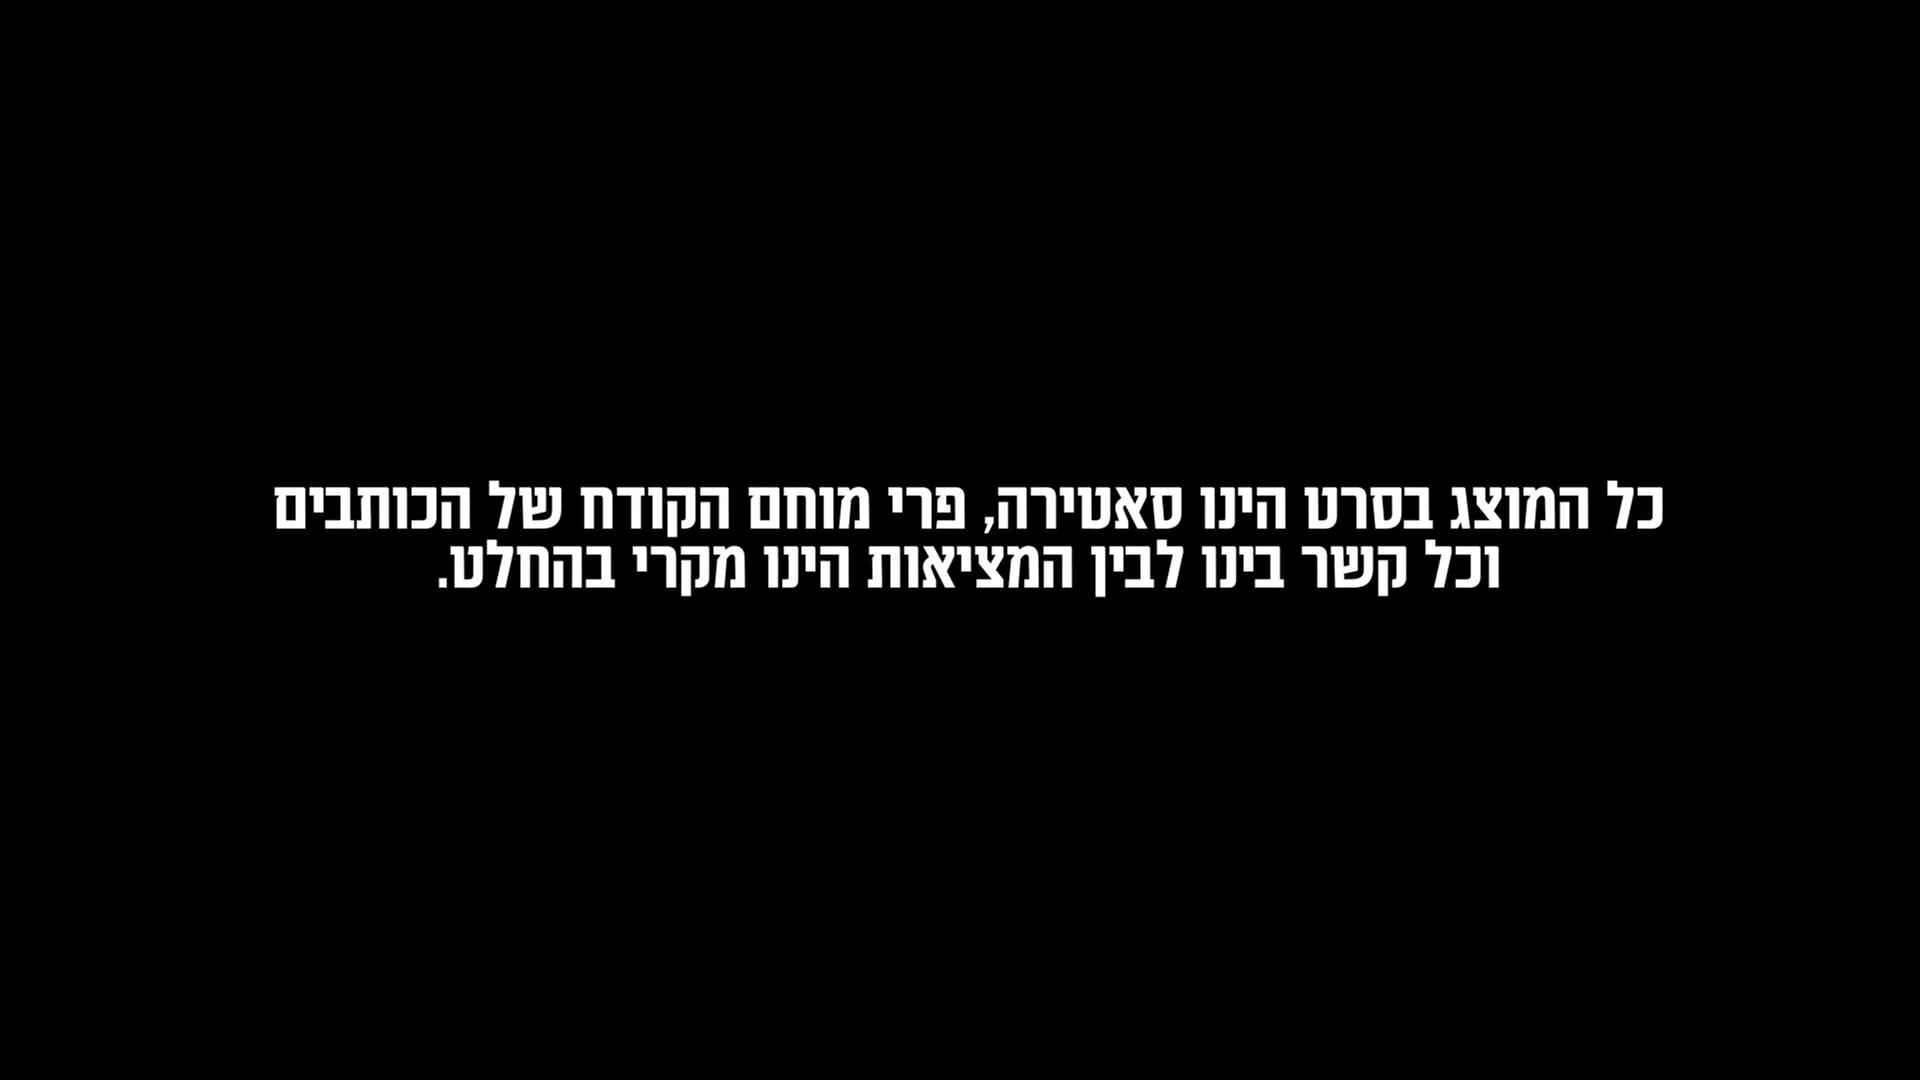 כל המוצג בסרט הינו סאטירה, פרי מוחם הקודח של הכותבים
וכל קשר בינו לבין המציאות הינו מקרי בהחלט.